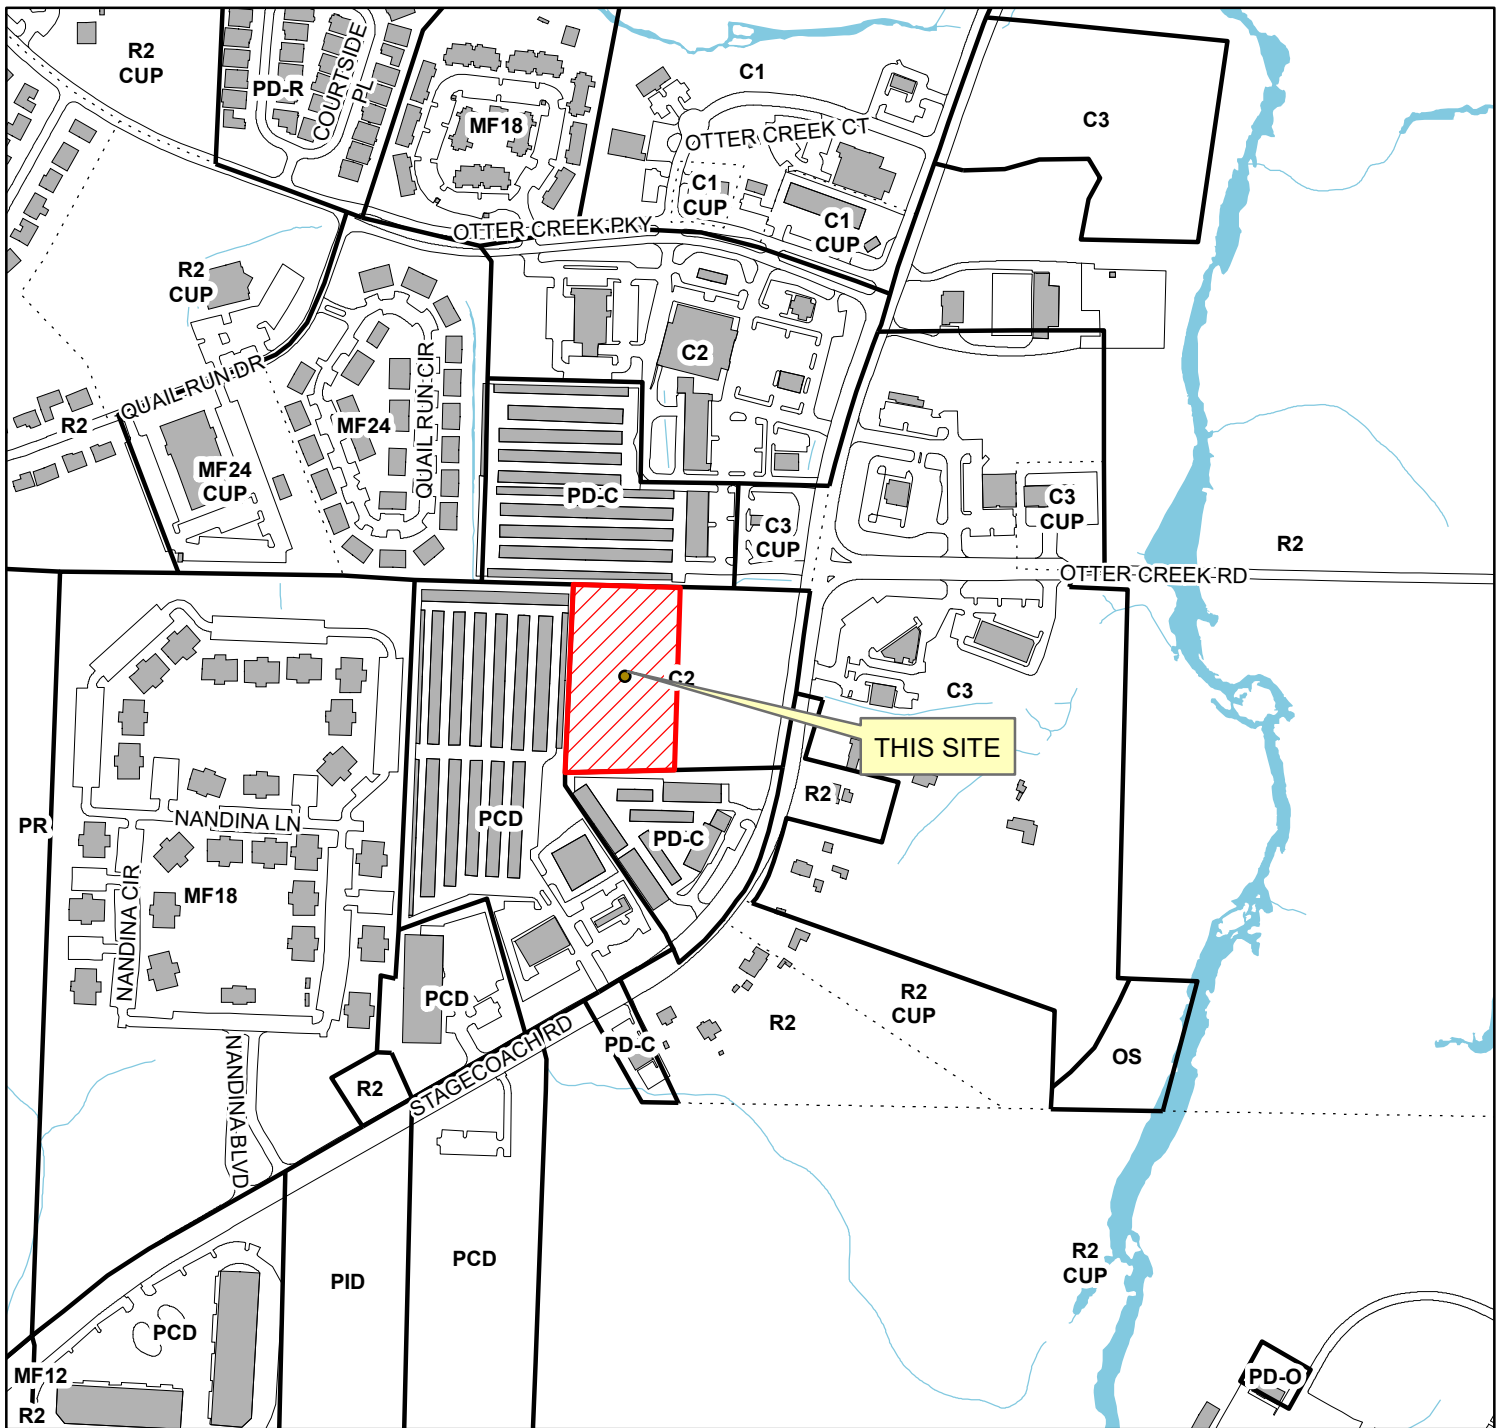 R2
CUP
PD-R
COURTSIDE
PL
MF18
C1
OTTER CREEK CT
C3
C1
CUP
C1
CUP
OTTER CREEK PKY
R2
CUP
QUAIL RUN DR
QUAIL RUN CIR
C2
R2
MF24
MF24
CUP
PD-C
C3
CUP
C3
CUP
R2
OTTER CREEK RD
C2
C3
THIS SITE
R2
PR
NANDINA LN
PCD
PD-C
NANDINA CIR
MF18
PCD
R2
CUP
R2
PD-C
OS
STAGECOACH RD
R2
NANDINA BLVD
PID
PCD
R2
CUP
PCD
MF12
R2
PD-O